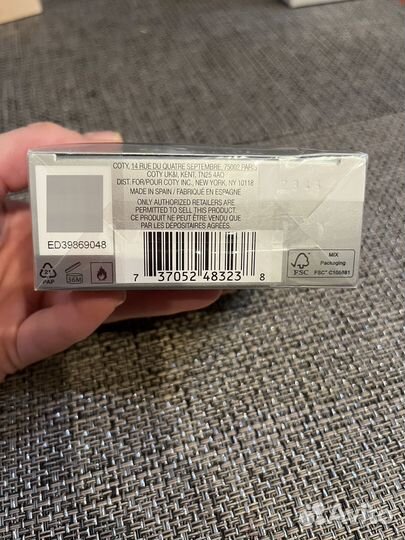 COTY, 14 RUE DU QUATRE SEPTEMBRE, 75002 PARIS
COTY UK&I, KENT, TN25 4AQ
DIST. FOR/POUR COTY INC., NEW YORK, NY 10118
MADE IN SPAIN / FABRIQUÉ EN ESPAGNE
ONLY AUTHORIZED RETAILERS ARE
PERMITTED TO SELL THIS PRODUCT.
CE PRODUIT NE PEUT ÊTRE VENDU QUE
PAR LES DÉPOSITAIRES AGRÉÉS.
ED39869048
21
PAP
36M
7 37052 48323 8
FSC
MIX
Packaging
Avito